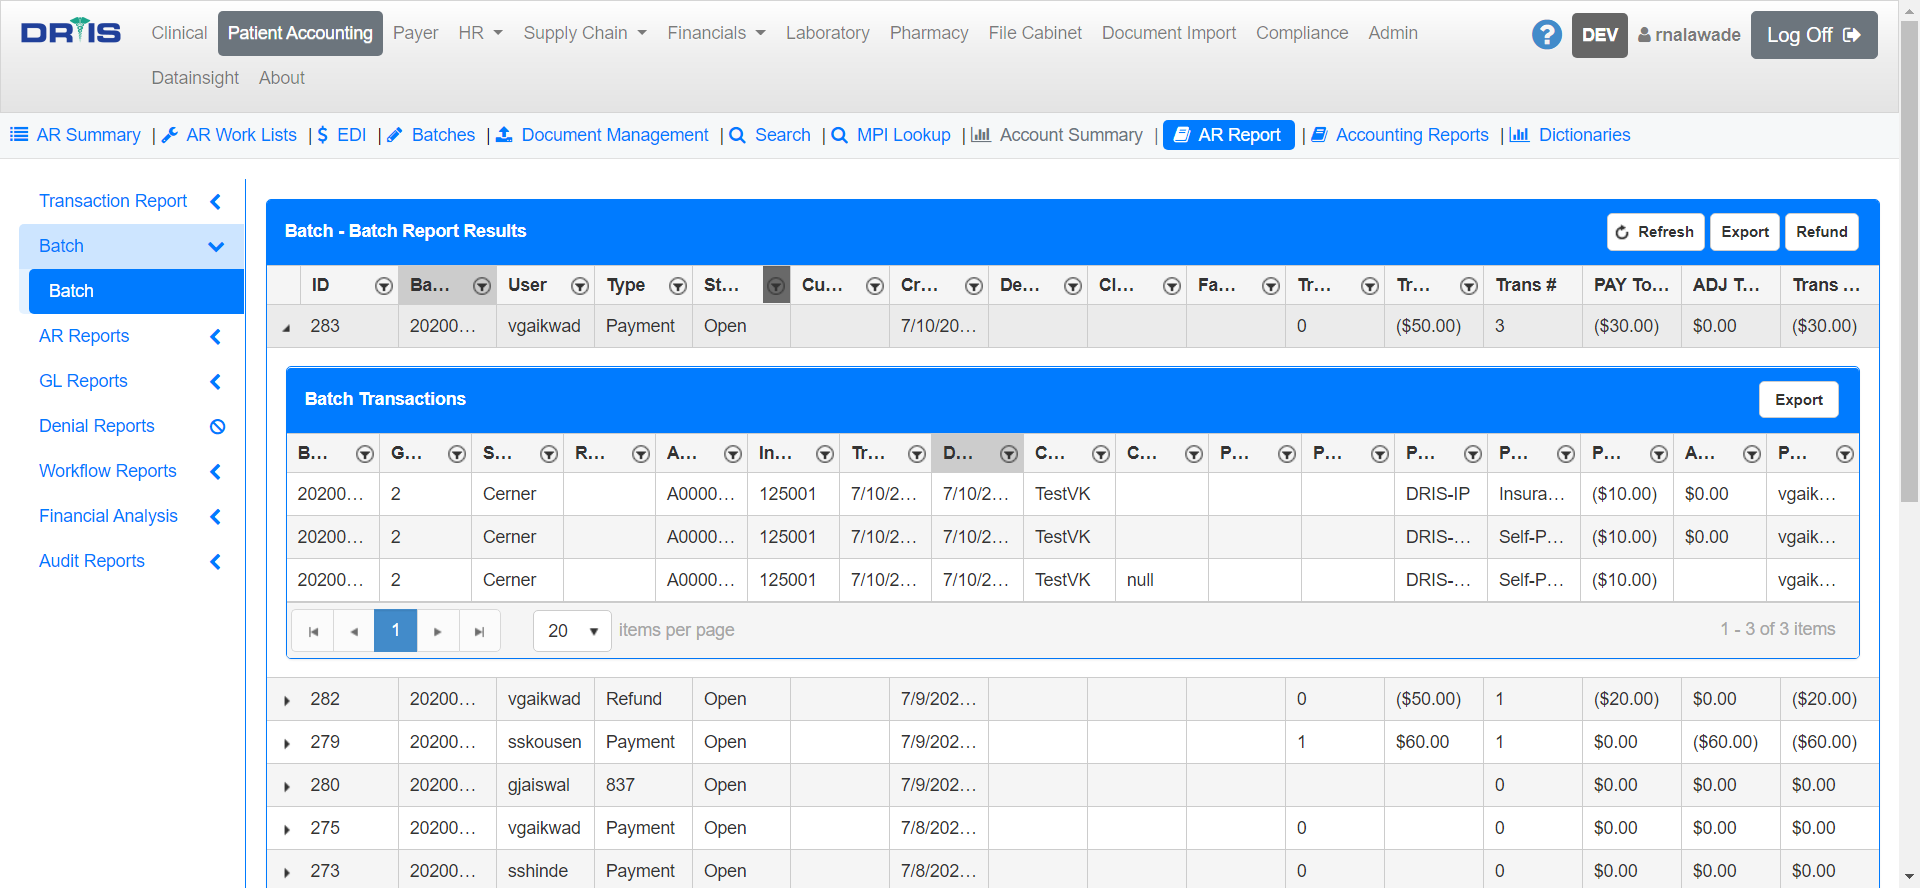 DRIS Clinical Patient Accounting Payer HR Supply Chain Financials Laboratory Pharmacy File Cabinet Document Import Compliance Admin ? DEV rnalawade Log Off
Datainsight About
AR Summary | AR Work Lists | $ EDI | Batches | Document Management | Search | MPI Lookup | Account Summary | AR Report | Accounting Reports | Dictionaries
Transaction Report
Batch
Batch
AR Reports
GL Reports
Denial Reports
Workflow Reports
Financial Analysis
Audit Reports
Batch - Batch Report Results Refresh Export Refund
ID Ba... User Type St... Cu... Cr... De... Cl... Fa... Tr... Tr... Trans # PAY To... ADJ T... Trans ...
283 20200... vgaikwad Payment Open 7/10/20... 0 ($50.00) 3 ($30.00) $0.00 ($30.00)
Batch Transactions Export
B... G... S... R... A... In... Tr... D... C... C... P... P... P... P... P... A... P...
20200... 2 Cerner A0000... 125001 7/10/2... 7/10/2... TestVK DRIS-IP Insura... ($10.00) $0.00 vgaik...
20200... 2 Cerner A0000... 125001 7/10/2... 7/10/2... TestVK DRIS-... Self-P... ($10.00) $0.00 vgaik...
20200... 2 Cerner A0000... 125001 7/10/2... 7/10/2... TestVK null DRIS-... Self-P... ($10.00) vgaik...
1 20 items per page 1 - 3 of 3 items
282 20200... vgaikwad Refund Open 7/9/202... 0 ($50.00) 1 ($20.00) $0.00 ($20.00)
279 20200... sskousen Payment Open 7/9/202... 1 $60.00 1 $0.00 ($60.00) ($60.00)
280 20200... gjaiswal 837 Open 7/9/202... 0 $0.00 $0.00 $0.00
275 20200... vgaikwad Payment Open 7/8/202... 0 0 $0.00 $0.00 $0.00
273 20200... sshinde Payment Open 7/8/202... 0 0 $0.00 $0.00 $0.00